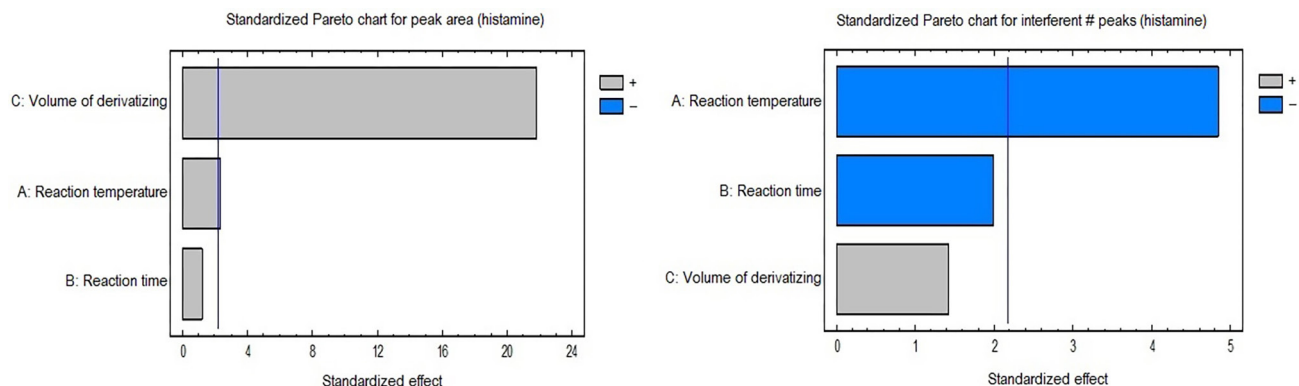 Standardized Pareto chart for peak area (histamine)
C: Volume of derivatizing
A: Reaction temperature
B: Reaction time
0 4 8 12 16 20 24
Standardized effect
+
–
Standardized Pareto chart for interferent # peaks (histamine)
A: Reaction temperature
B: Reaction time
C: Volume of derivatizing
0 1 2 3 4 5
Standardized effect
+
–